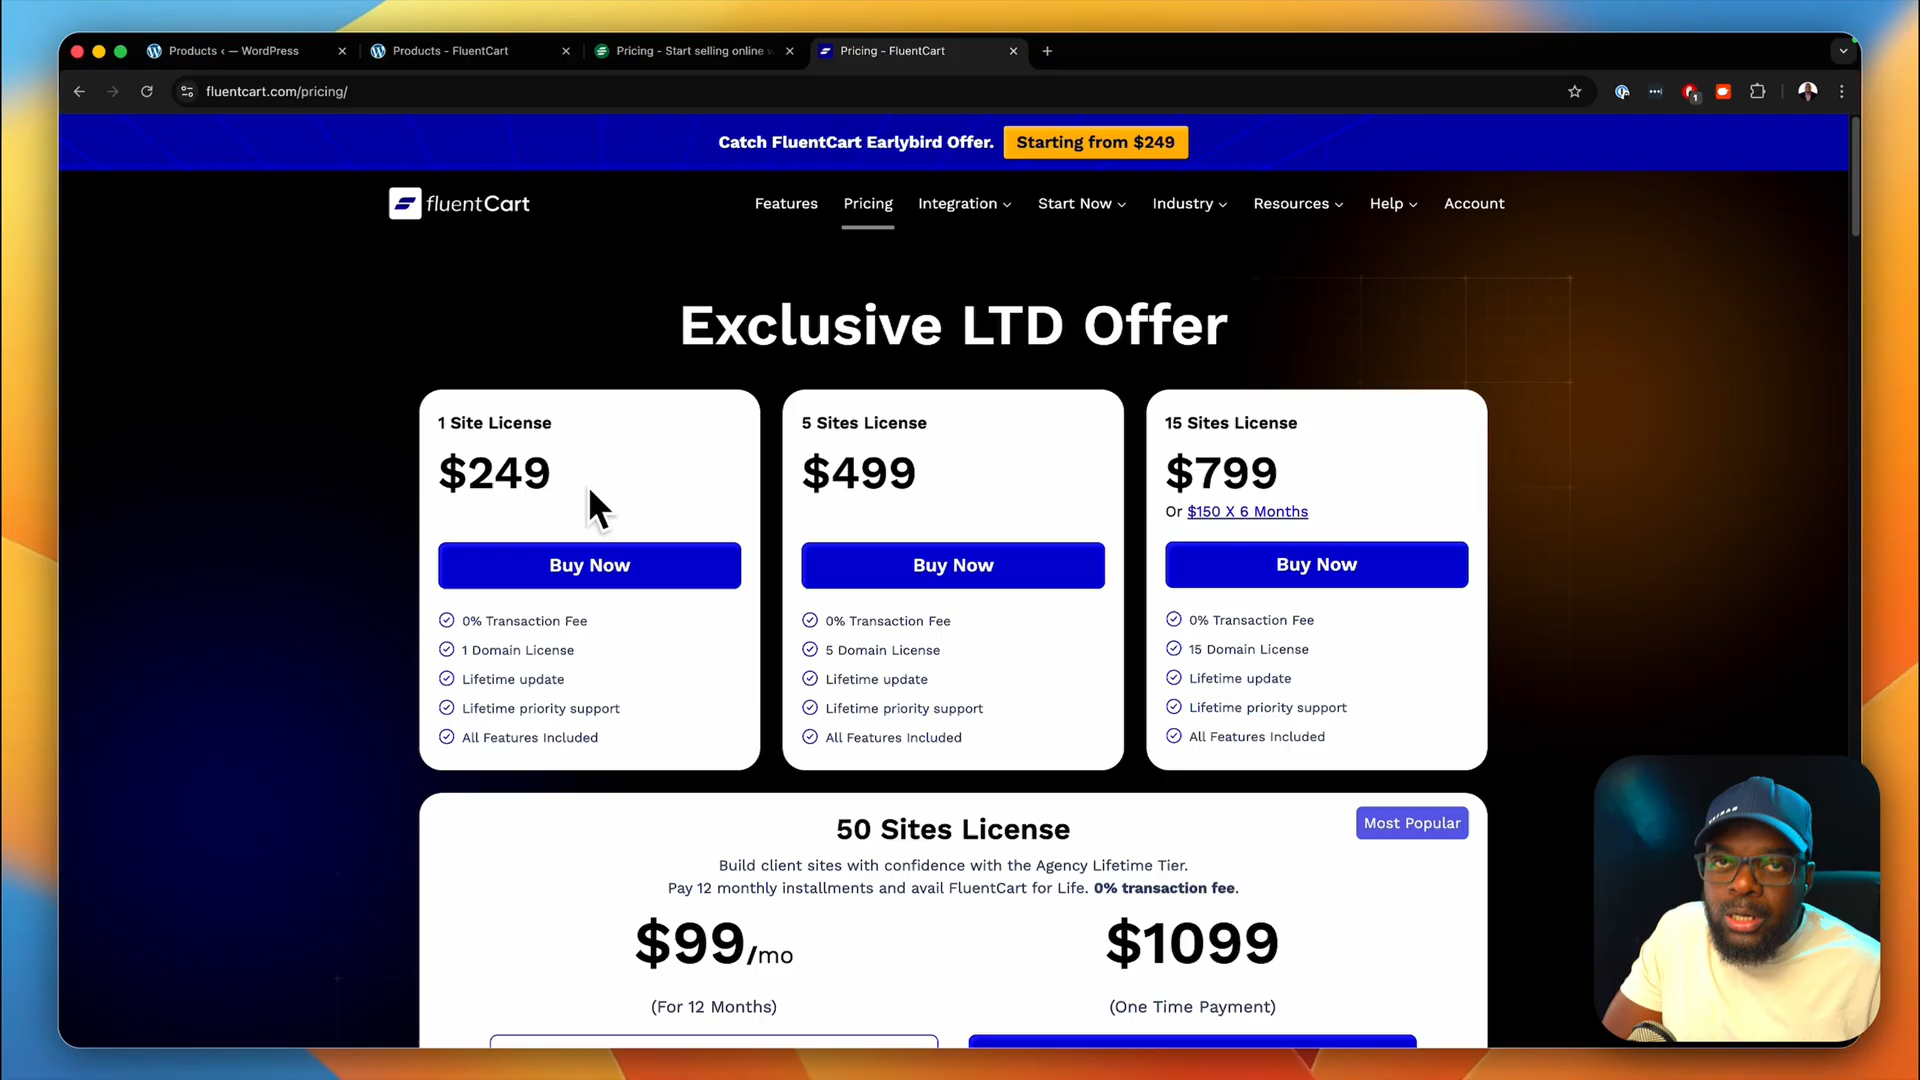 Products ‹ — WordPress
Products - FluentCart
Pricing - Start selling online
Pricing - FluentCart
fluentcart.com/pricing/
1
Catch FluentCart Earlybird Offer.
Starting from $249
fluentCart
Features
Pricing
Integration
Start Now
Industry
Resources
Help
Account
Exclusive LTD Offer
1 Site License
$249
Buy Now
0% Transaction Fee
1 Domain License
Lifetime update
Lifetime priority support
All Features Included
5 Sites License
$499
Buy Now
0% Transaction Fee
5 Domain License
Lifetime update
Lifetime priority support
All Features Included
15 Sites License
$799
Or $150 X 6 Months
Buy Now
0% Transaction Fee
15 Domain License
Lifetime update
Lifetime priority support
All Features Included
50 Sites License
Most Popular
Build client sites with confidence with the Agency Lifetime Tier.
Pay 12 monthly installments and avail FluentCart for Life. 0% transaction fee.
$99/mo
(For 12 Months)
$1099
(One Time Payment)